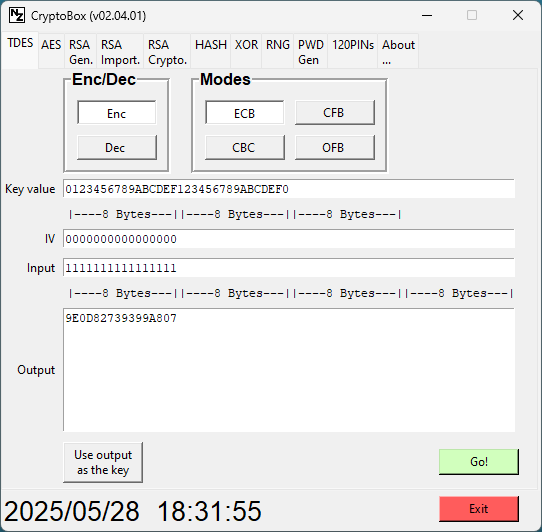 NZ CryptoBox (v02.04.01)
TDES AES RSA Gen. RSA Import. RSA Crypto. HASH XOR RNG PWD Gen 120PINs About ...
Enc/Dec Modes
Enc ECB CFB
Dec CBC OFB
Key value 0123456789ABCDEF123456789ABCDEF0
|----8 Bytes---||----8 Bytes---||----8 Bytes---|
IV 0000000000000000
Input 1111111111111111
|----8 Bytes---||----8 Bytes---||----8 Bytes---||----8 Bytes---|
Output 9E0D82739399A807
Use output
as the key
Go!
2025/05/28 18:31:55 Exit